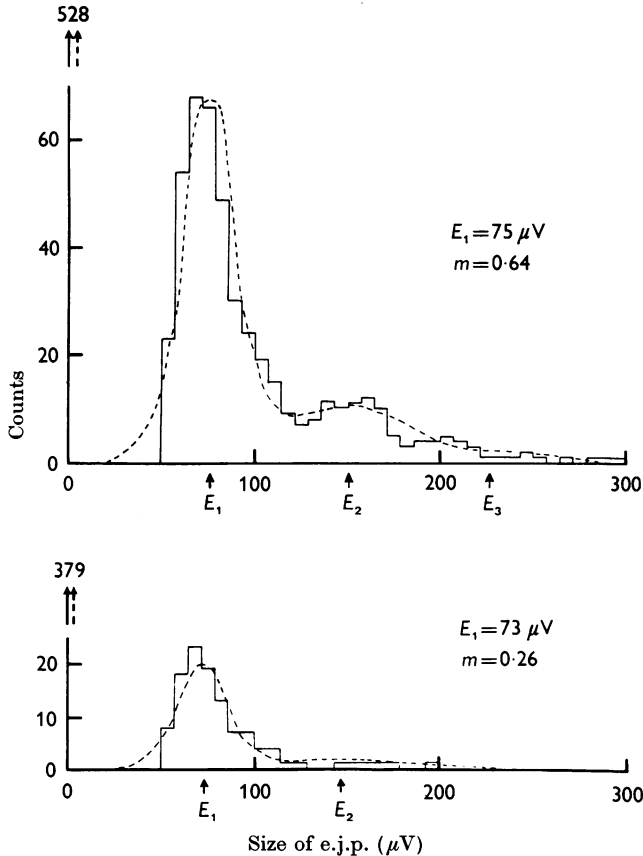 528
60
40
20
0
Counts
E₁=75 μV
m=0·64
0 100 200 300
E₁ E₂ E₃
379
20
10
0
E₁=73 μV
m=0·26
0 100 200 300
E₁ E₂
Size of e.j.p. (μV)